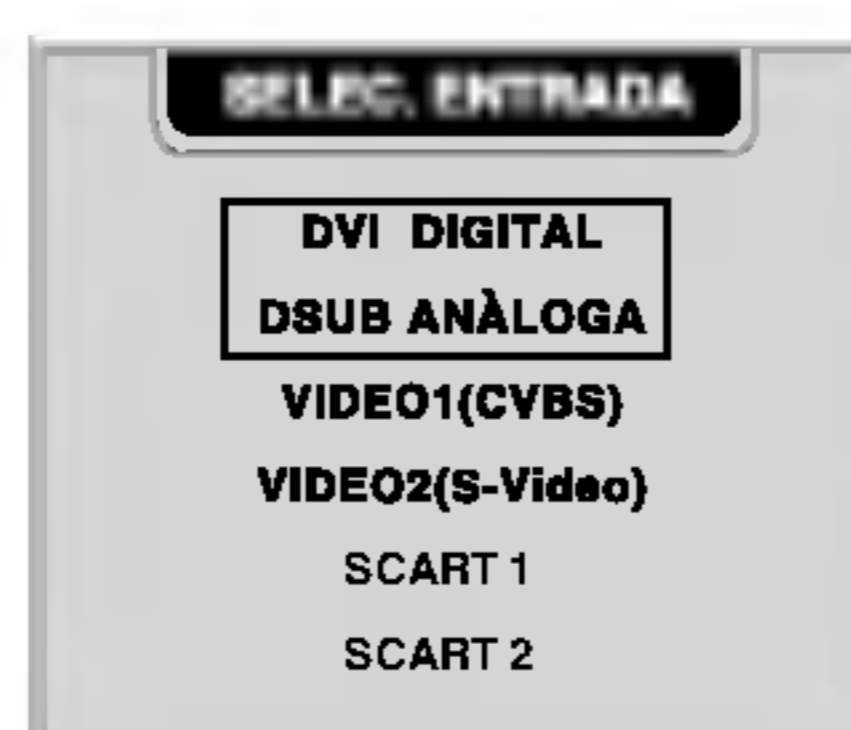 SELEC. ENTRADA
DVI DIGITAL
DSUB ANÀLOGA
VIDEO1(CVBS)
VIDEO2(S-Video)
SCART 1
SCART 2